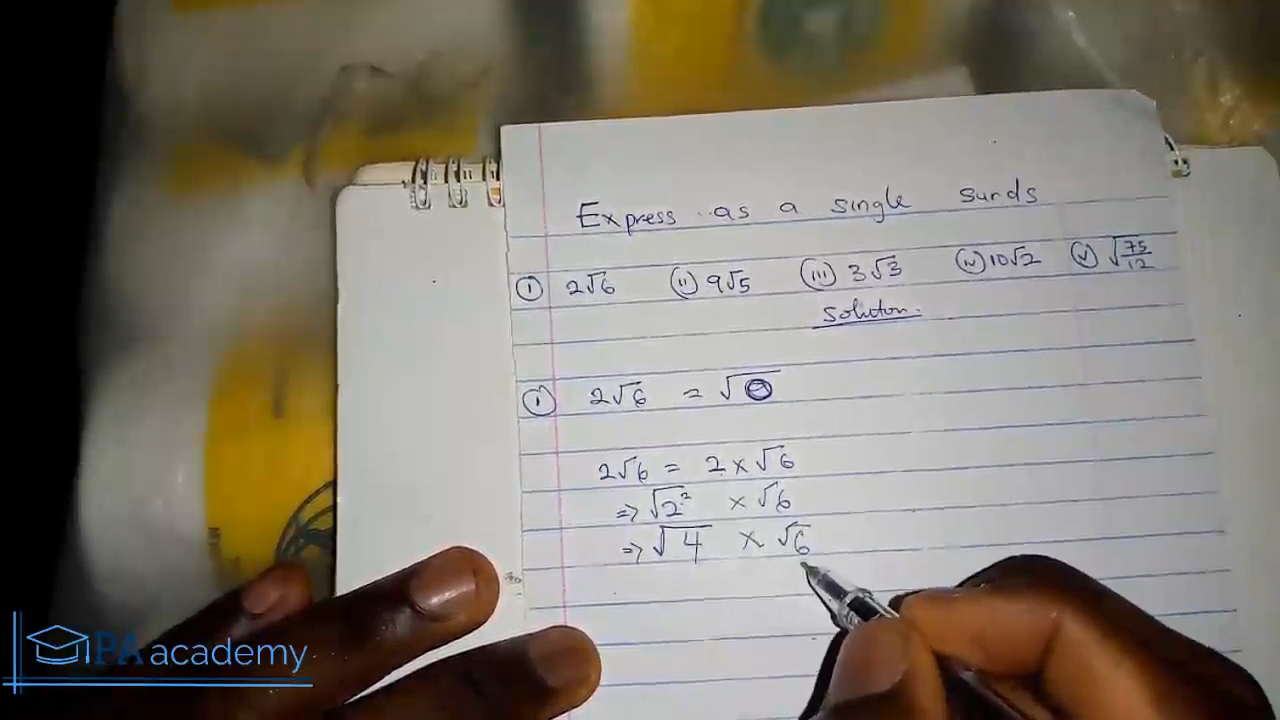 Express as a single surds
(i) 2√6 (ii) 9√5 (iii) 3√3 (iv) 10√2 (v) √75/12
Solution.
(i) 2√6 = √
2√6 = 2 × √6
⇒ √2² × √6
⇒ √4 × √6
PA academy